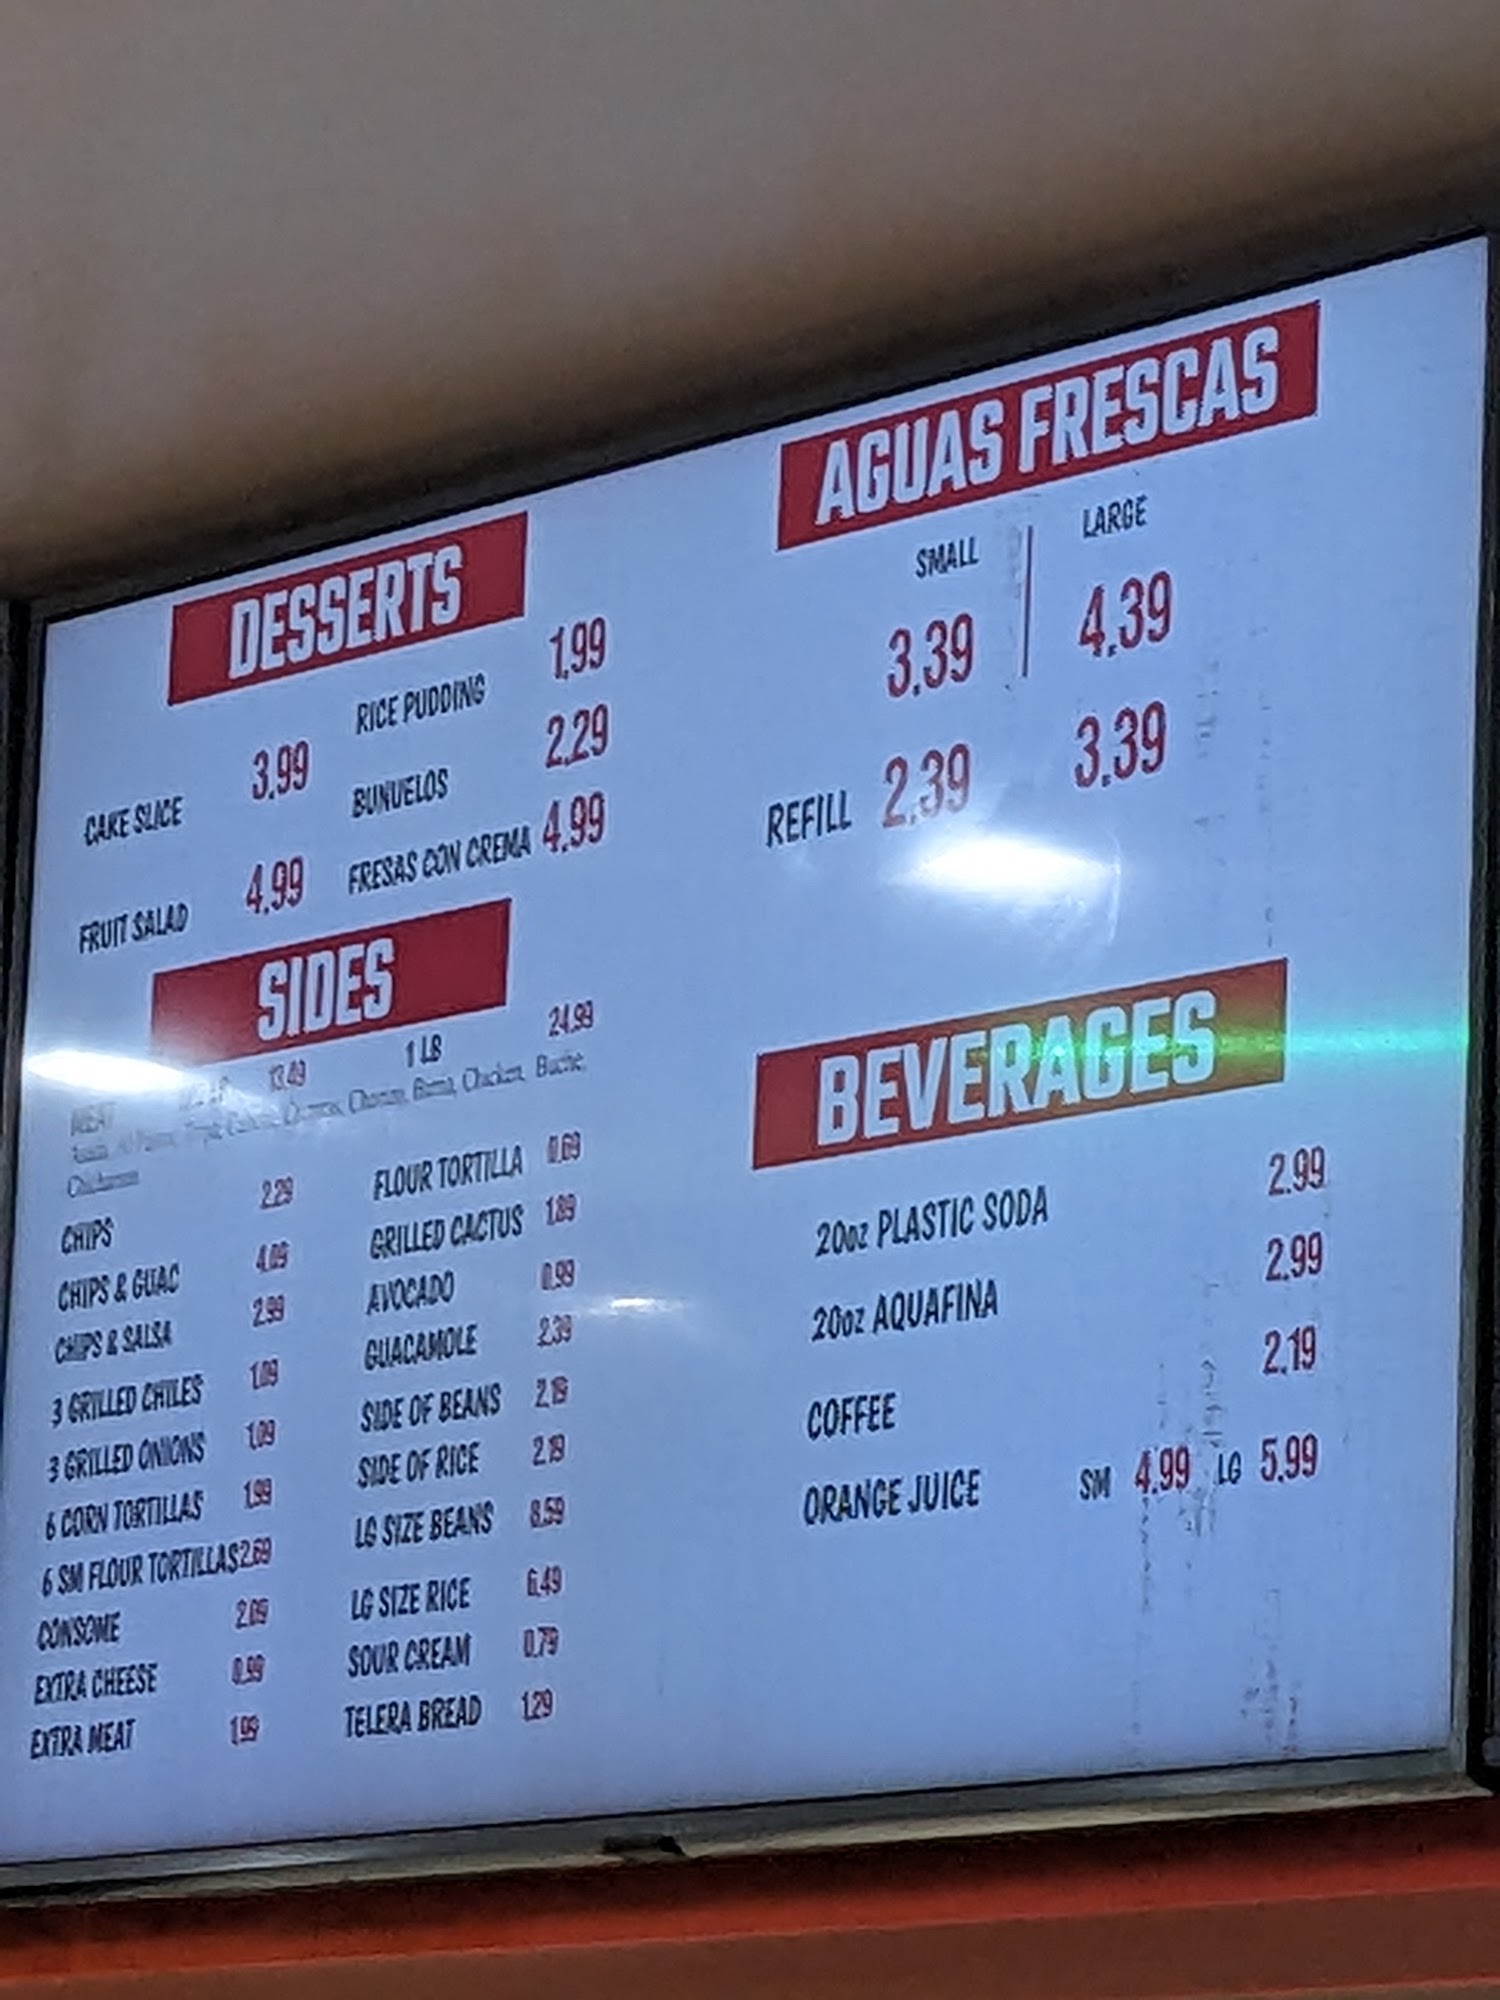 DESSERTS
CAKE SLICE 3.99
FRUIT SALAD 4.99
RICE PUDDING 1.99
BUNUELOS 2.29
FRESAS CON CREMA 4.99
SIDES
MEAT 13.49 1 LB 24.99
Chicken, Buche,
CHIPS 2.29
CHIPS & GUAC 4.09
CHIPS & SALSA 2.99
3 GRILLED CHILES 1.09
3 GRILLED ONIONS 1.09
6 CORN TORTILLAS 1.99
6 SM FLOUR TORTILLAS 2.69
CONSOME 2.09
EXTRA CHEESE 0.99
EXTRA MEAT 1.99
FLOUR TORTILLA 0.69
GRILLED CACTUS 1.89
AVOCADO 0.99
GUACAMOLE 2.39
SIDE OF BEANS 2.19
SIDE OF RICE 2.19
LG SIZE BEANS 8.59
LG SIZE RICE 6.49
SOUR CREAM 0.79
TELERA BREAD 1.29
AGUAS FRESCAS
SMALL LARGE
3.39 4.39
REFILL 2.39 3.39
BEVERAGES
20oz PLASTIC SODA 2.99
20oz AQUAFINA 2.99
COFFEE 2.19
ORANGE JUICE SM 4.99 LG 5.99